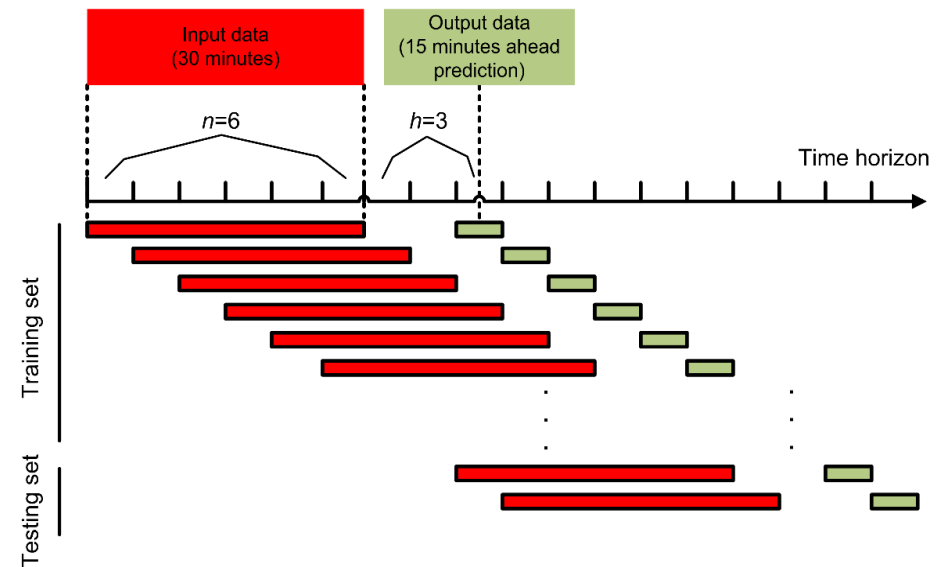 Input data
(30 minutes)
Output data
(15 minutes ahead
prediction)
n=6
h=3
Time horizon
Training set
Testing set